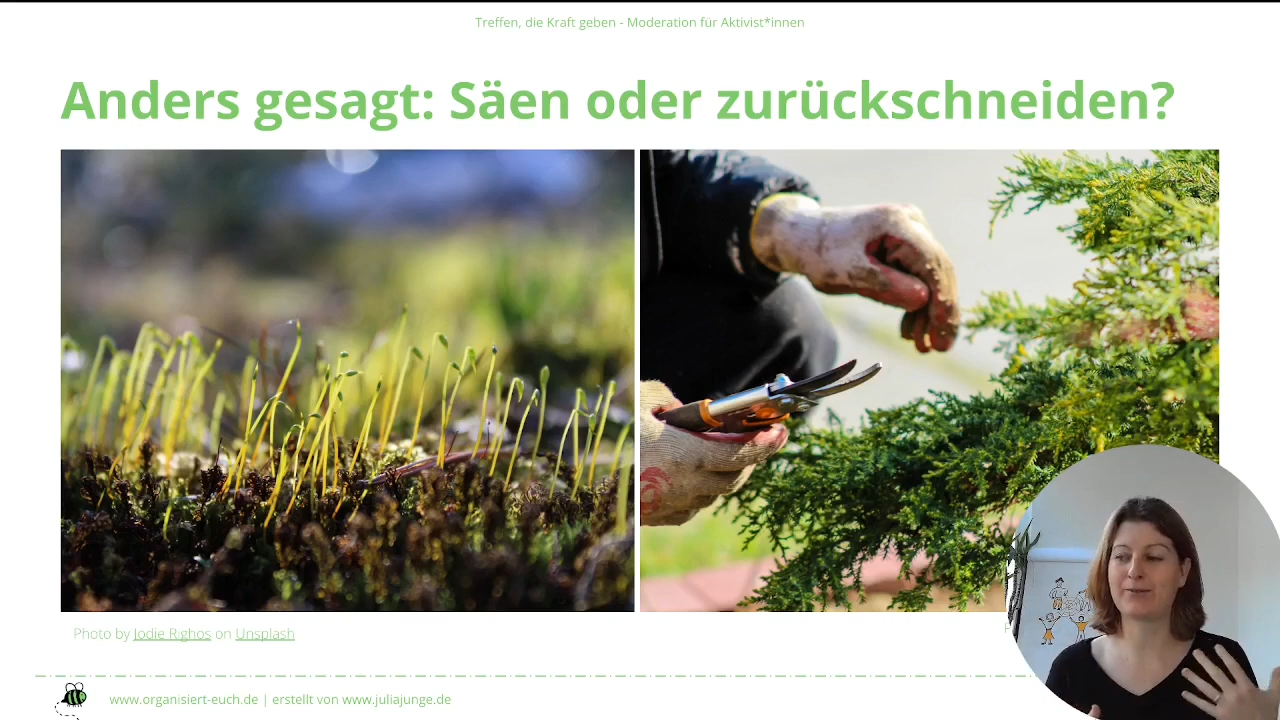 Treffen, die Kraft geben - Moderation für Aktivist*innen
Anders gesagt: Säen oder zurückschneiden?
Photo by Jodie Righos on Unsplash
www.organisiert-euch.de | erstellt von www.juliajunge.de